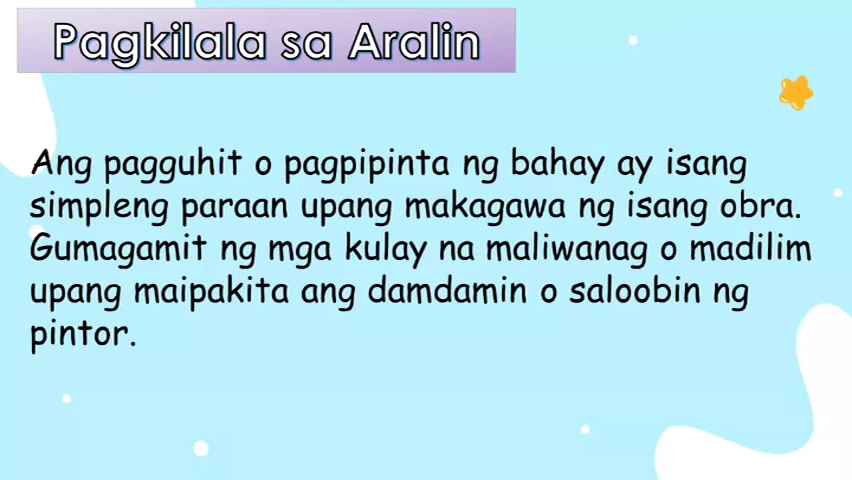 Pagkilala sa Aralin
Ang pagguhit o pagpipinta ng bahay ay isang
simpleng paraan upang makagawa ng isang obra.
Gumagamit ng mga kulay na maliwanag o madilim
upang maipakita ang damdamin o saloobin ng
pintor.